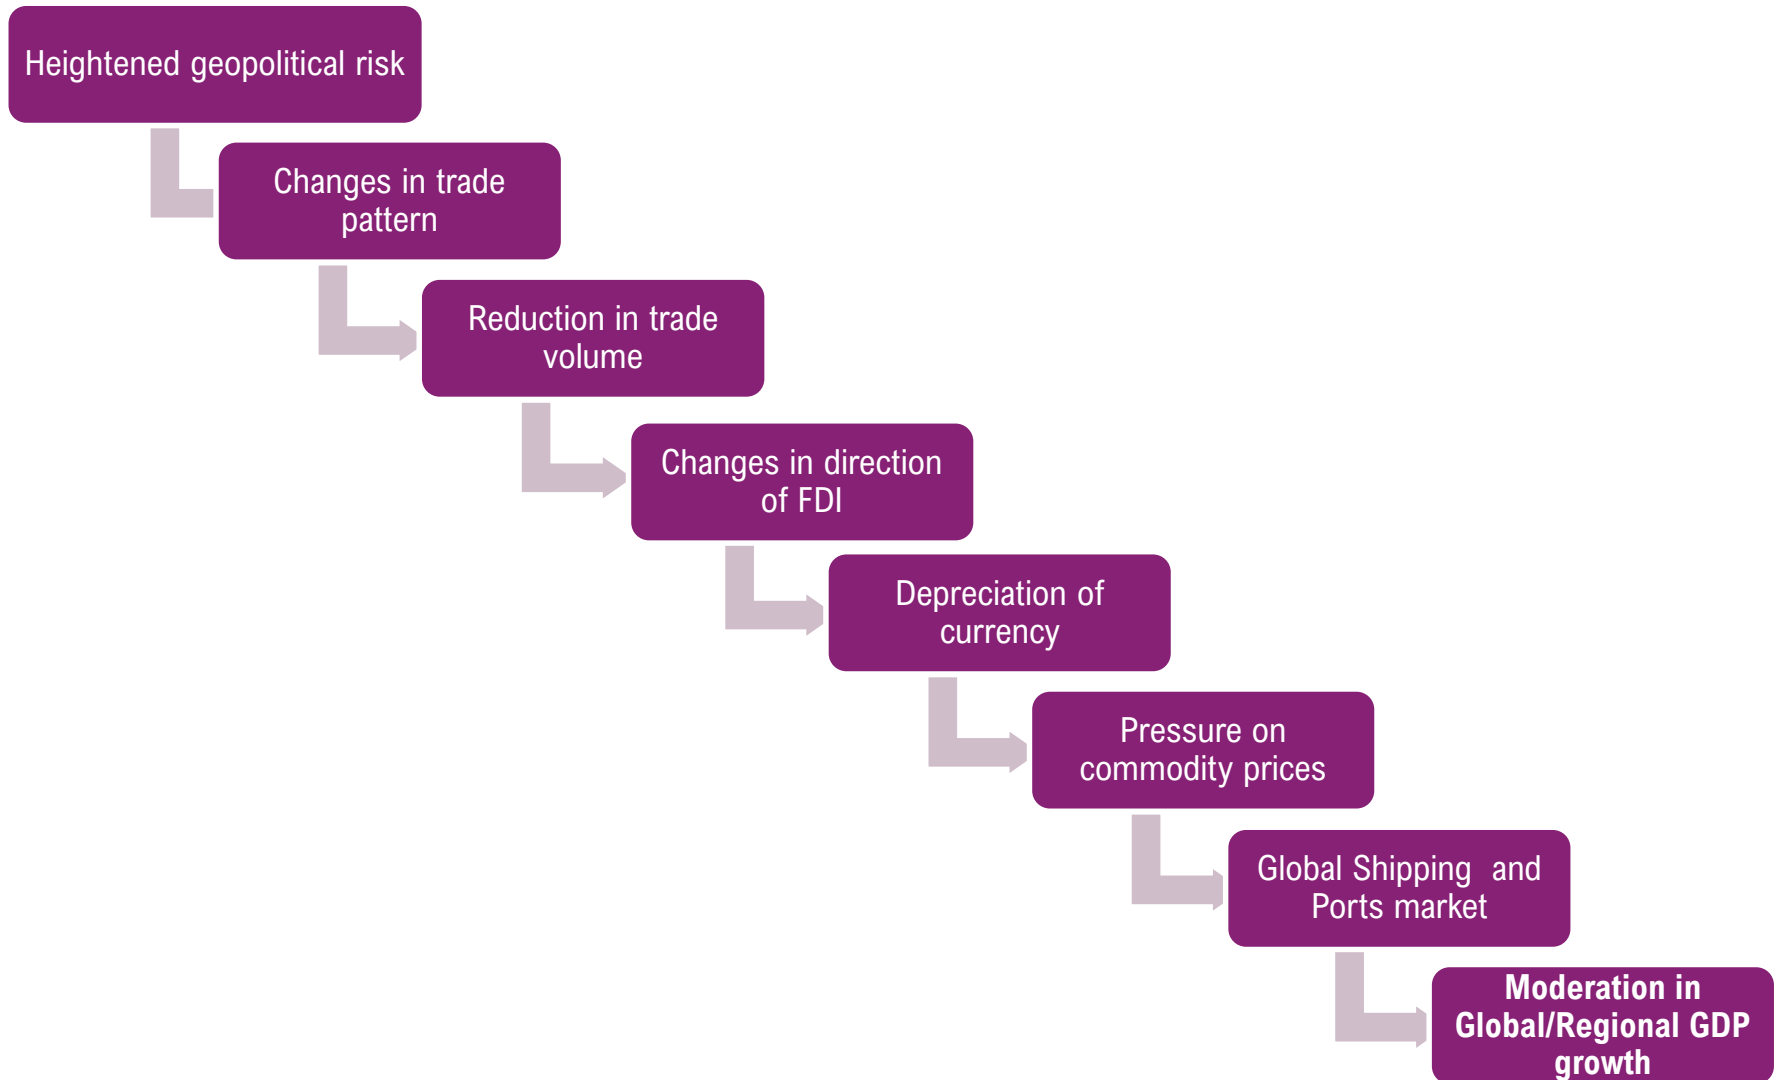 Heightened geopolitical risk
Changes in trade
pattern
Reduction in trade
volume
Changes in direction
of FDI
Depreciation of
currency
Pressure on
commodity prices
Global Shipping  and
Ports market
Moderation in
Global/Regional GDP
growth